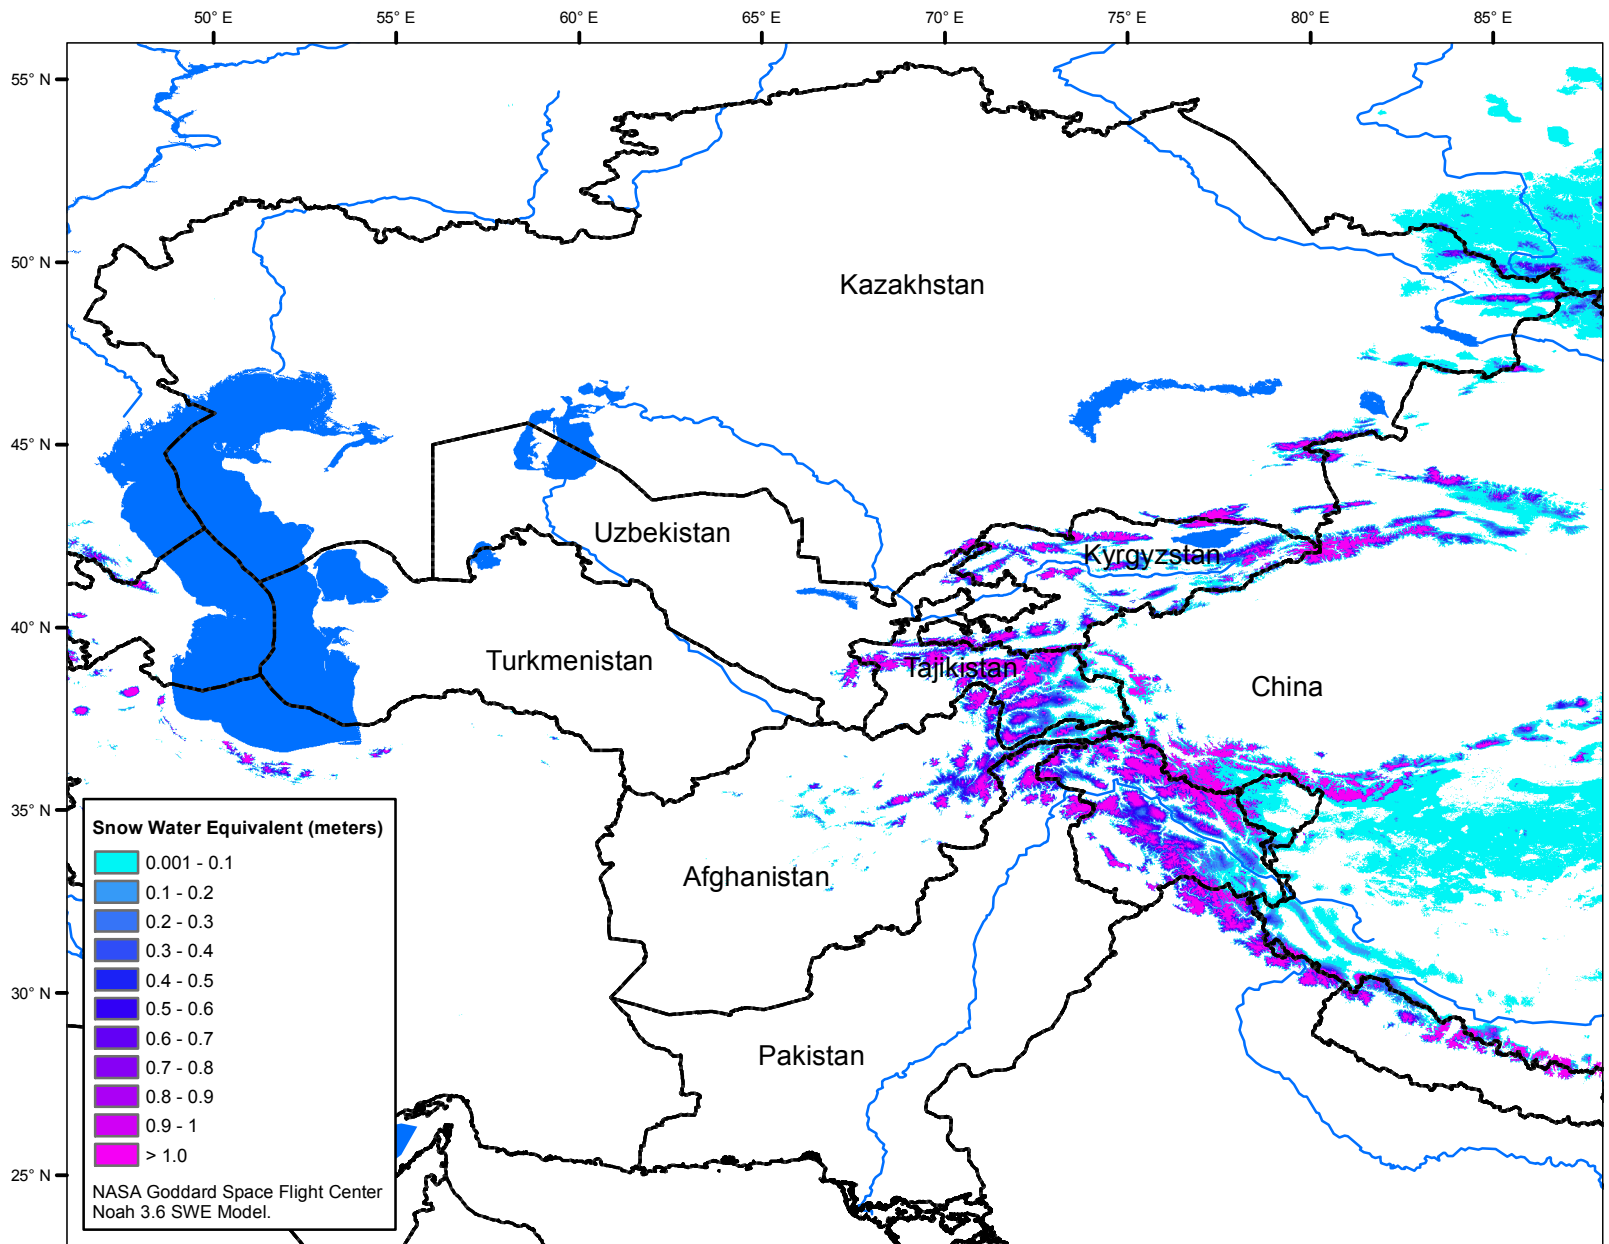 50° E 55° E 60° E 65° E 70° E 75° E 80° E 85° E
55° N
50° N
Kazakhstan
45° N
Uzbekistan
Kyrgyzstan
40° N
Turkmenistan
Tajikistan
China
35° N
Snow Water Equivalent (meters)
0.001 - 0.1
0.1 - 0.2
0.2 - 0.3
0.3 - 0.4
0.4 - 0.5
0.5 - 0.6
0.6 - 0.7
0.7 - 0.8
0.8 - 0.9
0.9 - 1
> 1.0
NASA Goddard Space Flight Center
Noah 3.6 SWE Model.
Afghanistan
30° N
Pakistan
25° N